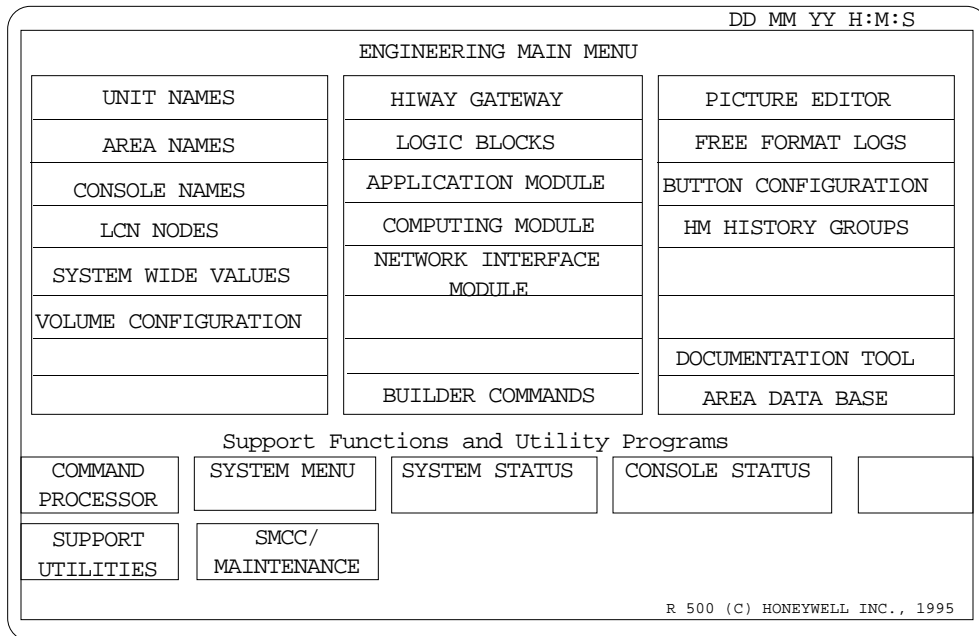 DD MM YY H:M:S
ENGINEERING MAIN MENU
UNIT NAMES
AREA NAMES
CONSOLE NAMES
LCN NODES
SYSTEM WIDE VALUES
VOLUME CONFIGURATION
HIWAY GATEWAY
LOGIC BLOCKS
APPLICATION MODULE
COMPUTING MODULE
NETWORK INTERFACE
MODULE
BUILDER COMMANDS
PICTURE EDITOR
FREE FORMAT LOGS
BUTTON CONFIGURATION
HM HISTORY GROUPS
DOCUMENTATION TOOL
AREA DATA BASE
Support Functions and Utility Programs
COMMAND
PROCESSOR
SYSTEM MENU
SYSTEM STATUS
CONSOLE STATUS
SUPPORT
UTILITIES
SMCC/
MAINTENANCE
R 500 (C) HONEYWELL INC., 1995